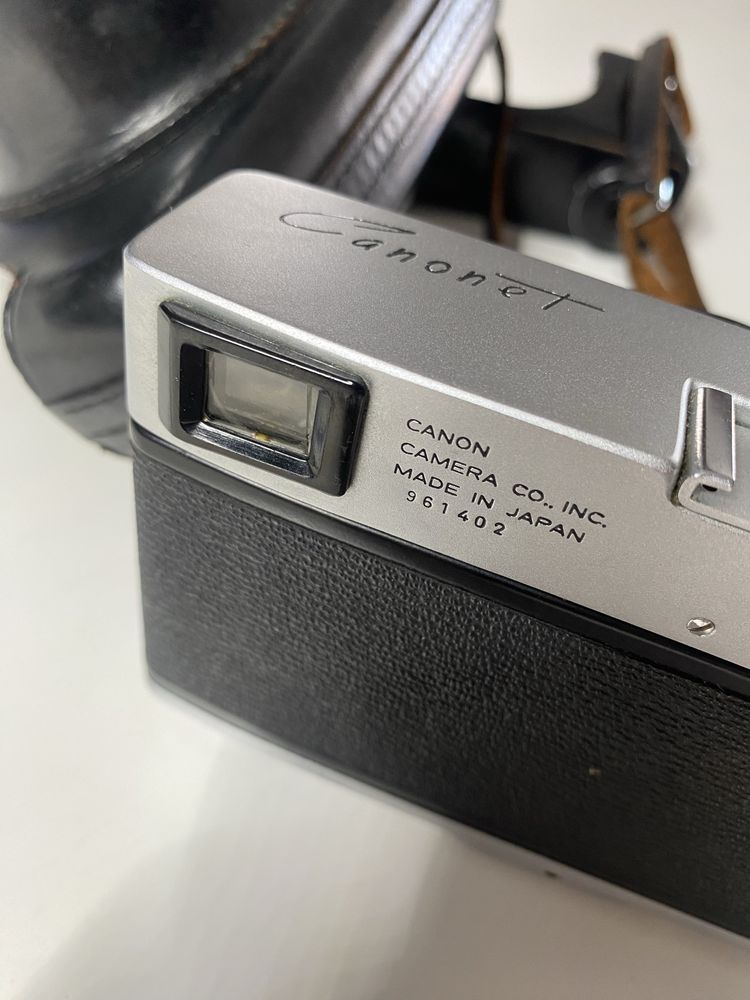 Canonet
CANON
CAMERA CO., INC.
MADE IN JAPAN
961402